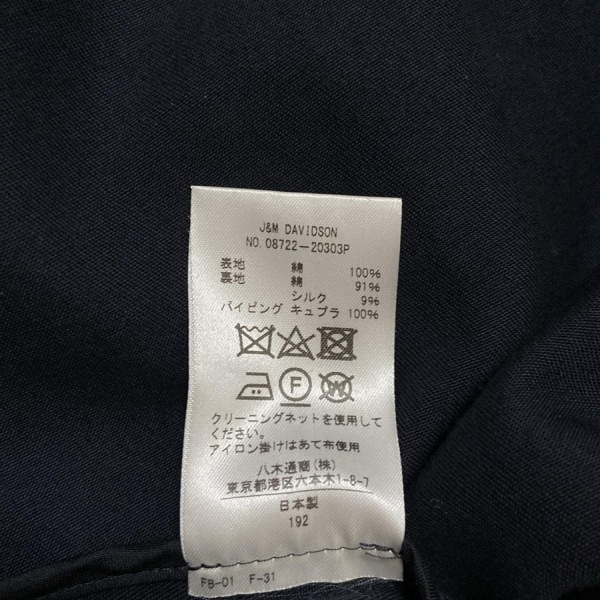 J&M DAVIDSON
NO.08722-20303P
表地 綿 100%
裏地 綿 91%
シルク 9%
パイピング キュプラ 100%
F W
クリーニングネットを使用して
ください。
アイロン掛けはあて布使用
八木通商(株)
東京都港区六本木1-8-7
日本製
192
FB-01 F-31